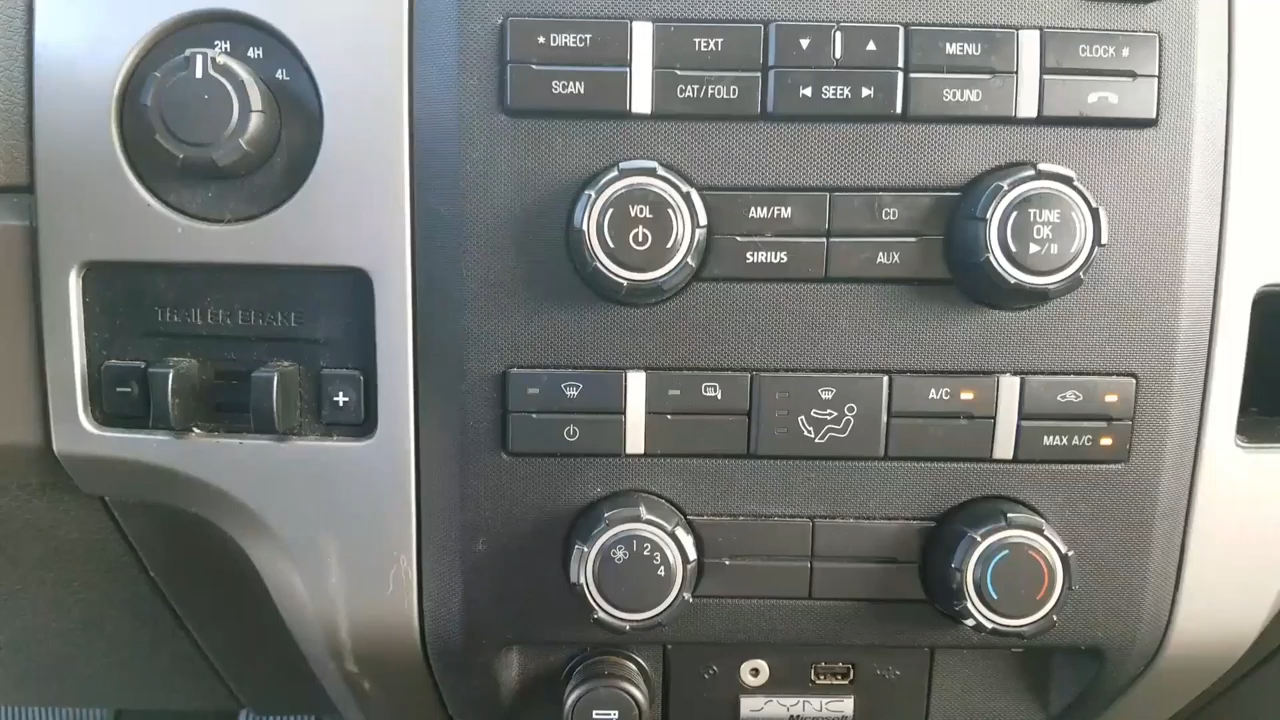 2H 4H 4L
* DIRECT TEXT MENU CLOCK #
SCAN CAT/FOLD SEEK SOUND
VOL AM/FM CD TUNE
OK
SIRIUS AUX
TRAILER BRAKE
- +
A/C
MAX A/C
1 2 3 4
SYNC
Microsoft